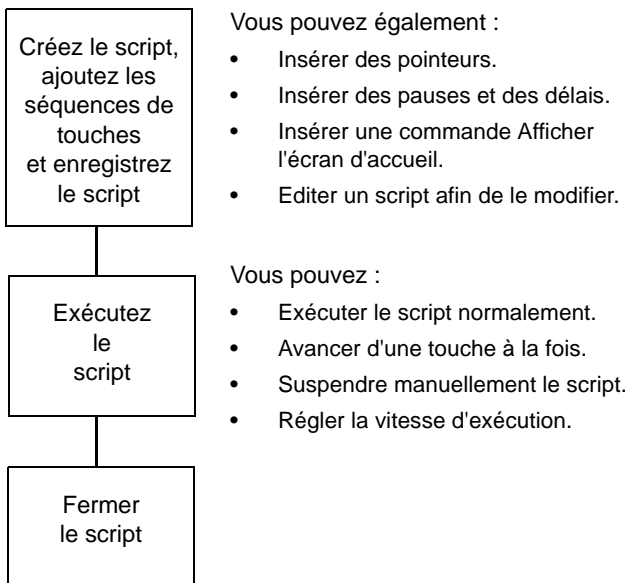 Créez le script,
ajoutez les
séquences de
touches
et enregistrez
le script
Vous pouvez également :
• Insérer des pointeurs.
• Insérer des pauses et des délais.
• Insérer une commande Afficher
l'écran d'accueil.
• Editer un script afin de le modifier.
Exécutez
le
script
Vous pouvez :
• Exécuter le script normalement.
• Avancer d'une touche à la fois.
• Suspendre manuellement le script.
• Régler la vitesse d'exécution.
Fermer
le script